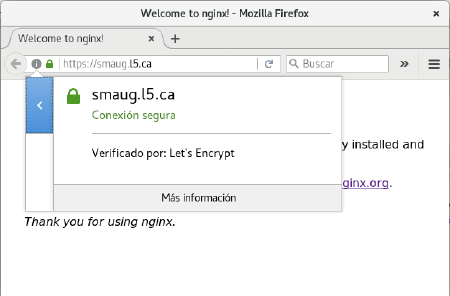 Welcome to nginx! - Mozilla Firefox
Welcome to nginx!
https://smaug.l5.ca
Buscar
smaug.l5.ca
Conexión segura
Verificado por: Let's Encrypt
Más información
y installed and
ginx.org.
Thank you for using nginx.